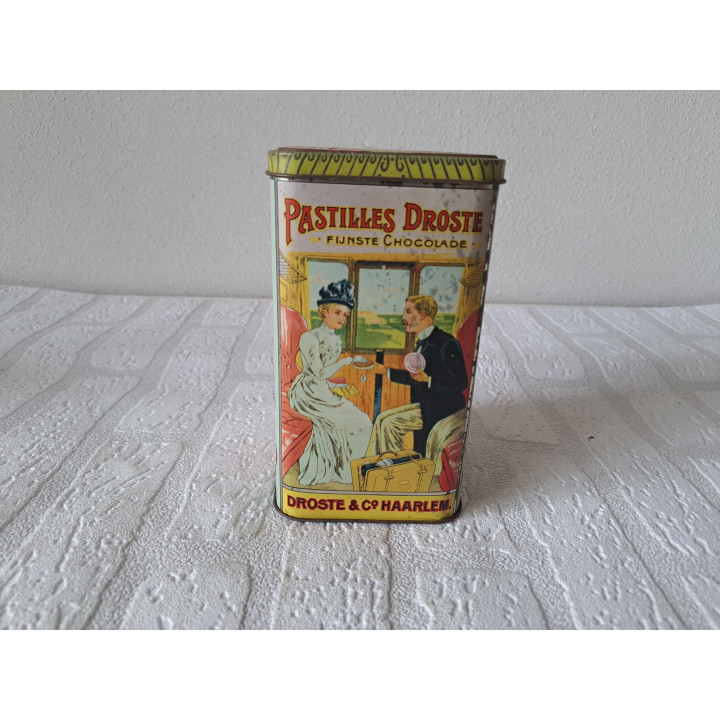 PASTILLES DROSTE
FIJNSTE CHOCOLADE
DROSTE & Co HAARLEM.